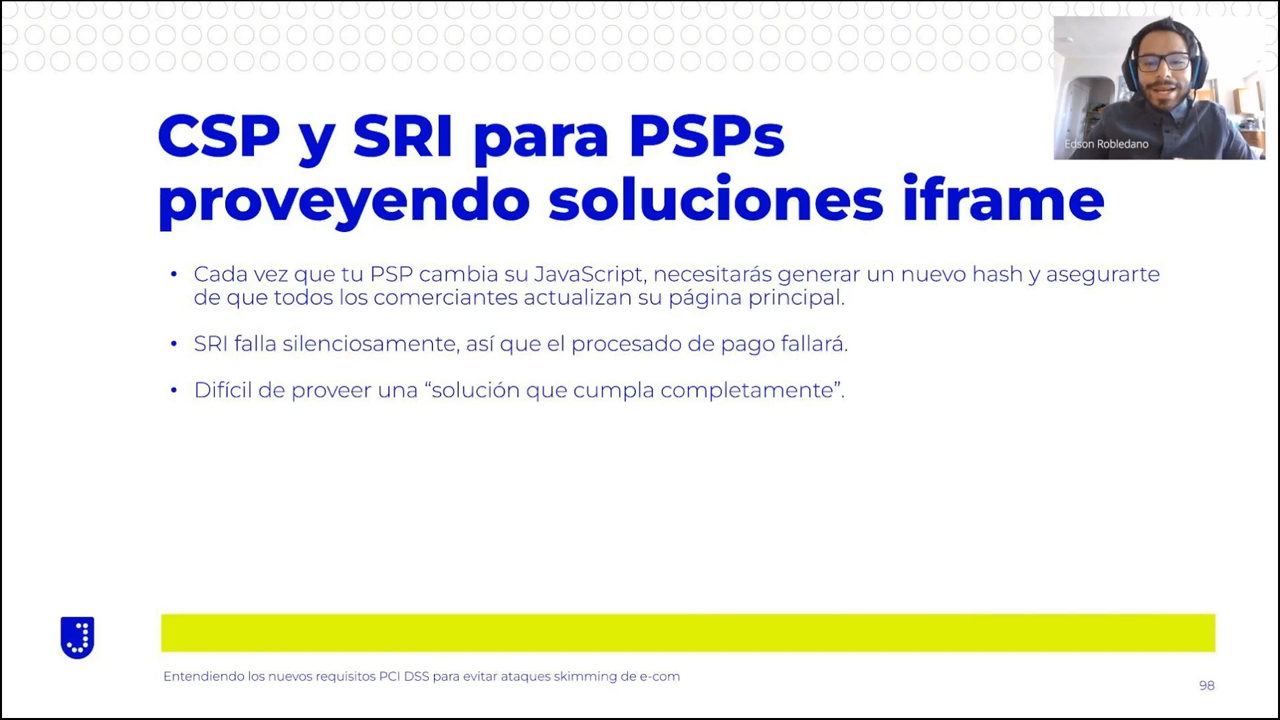 Edson Robledano
CSP y SRI para PSPs
proveyendo soluciones iframe
• Cada vez que tu PSP cambia su JavaScript, necesitarás generar un nuevo hash y asegurarte
de que todos los comerciantes actualizan su página principal.
• SRI falla silenciosamente, así que el procesado de pago fallará.
• Difícil de proveer una “solución que cumpla completamente”.
Entendiendo los nuevos requisitos PCI DSS para evitar ataques skimming de e-com
98